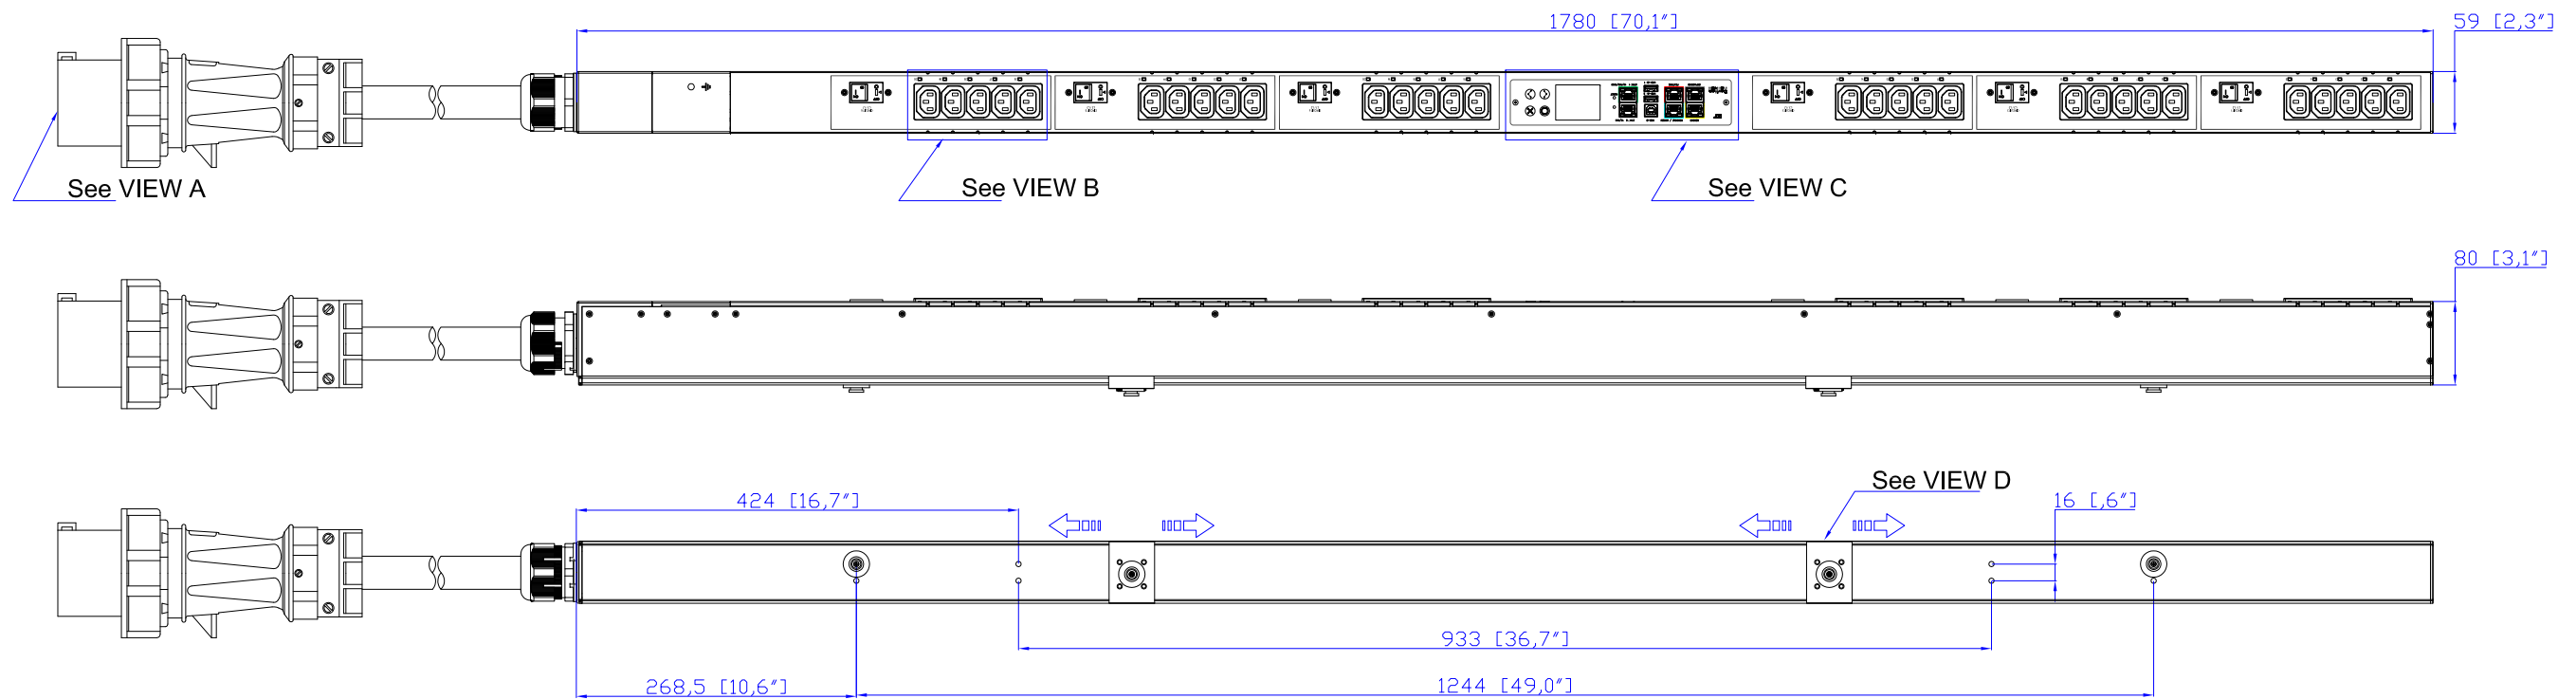 1780 [70,1"]
59 [2,3"]
See VIEW A
See VIEW B
See VIEW C
80 [3,1"]
See VIEW D
424 [16,7"]
16 [,6"]
933 [36,7"]
268,5 [10,6"]
1244 [49,0"]